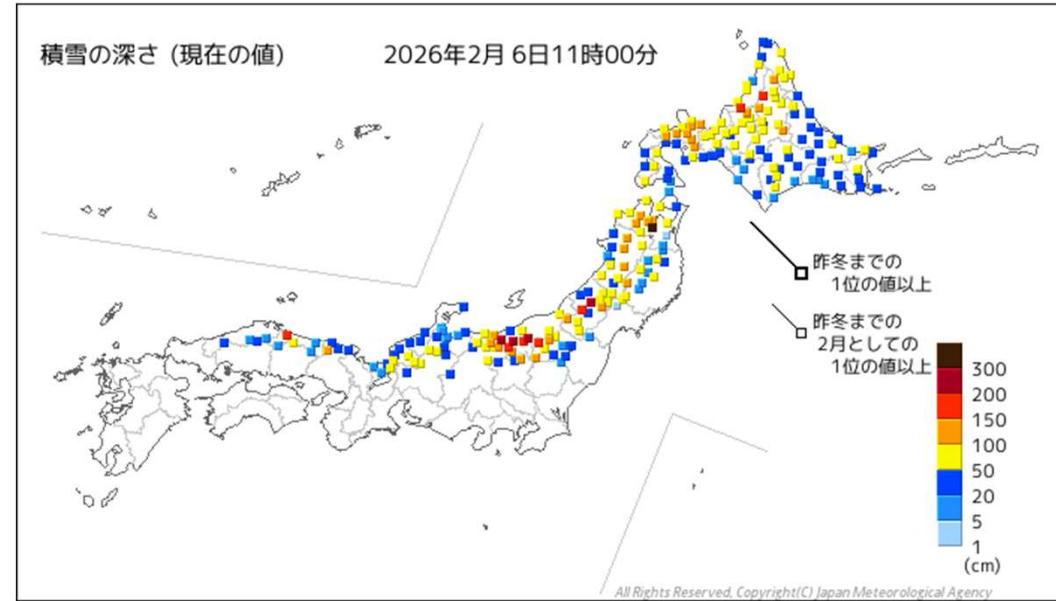 積雪の深さ (現在の値) 2026年2月 6日11時00分
昨冬までの
1位の値以上
昨冬までの
2月としての
1位の値以上
300
200
150
100
50
20
5
1
(cm)
All Rights Reserved, Copyright(C) Japan Meteorological Agency